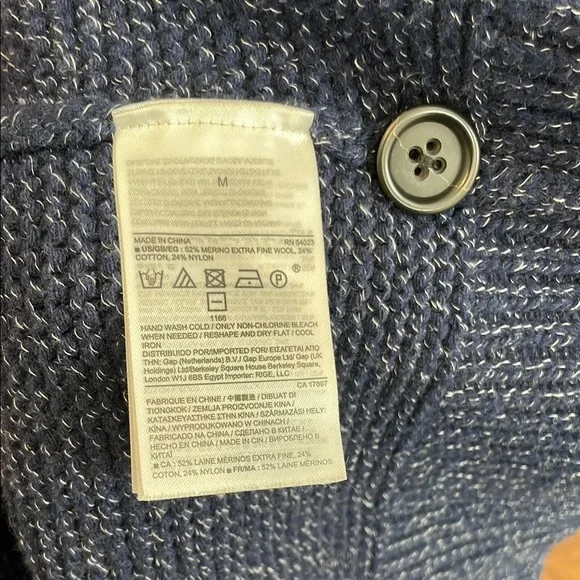 M
MADE IN CHINA RN 54023
■ US/GB/EG : 52% MERINO EXTRA FINE WOOL, 24%
COTTON, 24% NYLON
P
®
1166
HAND WASH COLD / ONLY NON-CHLORINE BLEACH
WHEN NEEDED / RESHAPE AND DRY FLAT / COOL
IRON
DISTRIBUIDO POR/IMPORTED FOR/ΕΙΣΑΓΕΤΑΙ ΑΠΟ
ΤΗΝ: Gap (Netherlands) B.V./ Gap Europe Ltd/ Gap (UK
Holdings) Ltd/Berkeley Square House Berkeley Square,
London W1J 6BS Egypt Importer: RIGE, LLC
CA 17897
FABRIQUE EN CHINE / 中國製造 / DIBUAT DI
TIONGKOK / ZEMLJA PROIZVODNJE KINA /
ΚΑΤΑΣΚΕΥΑΣΤΗΚΕ ΣΤΗΝ ΚΙΝΑ / SZÁRMAZÁSI HELY:
KÍNA / WYPRODUKOWANO W CHINACH /
FABRICADO NA CHINA / СДЕЛАНО В КИТАЕ /
HECHO EN CHINA / MADE IN CIN / ВИРОБЛЕНО В
КИТАЇ
■ CA : 52% LAINE MÉRINOS EXTRA FINE, 24%
COTON, 24% NYLON ■ FR/MA : 52% LAINE MÉRINOS